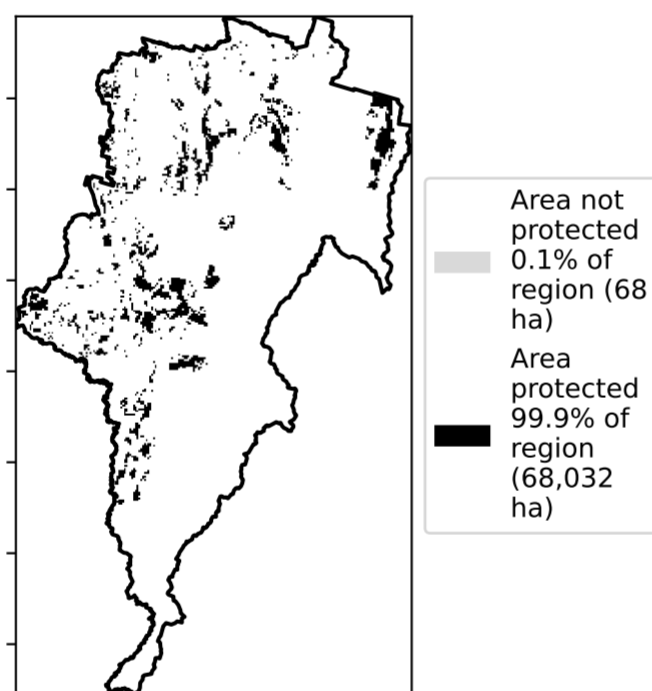 Area not
protected
0.1% of
region (68
ha)
Area
protected
99.9% of
region
(68,032
ha)